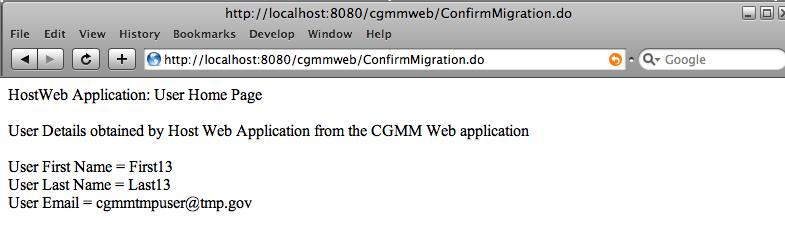 http://localhost:8080/cgmmweb/ConfirmMigration.do
File Edit View History Bookmarks Develop Window Help
http://localhost:8080/cgmmweb/ConfirmMigration.do Google
HostWeb Application: User Home Page
User Details obtained by Host Web Application from the CGMM Web application
User First Name = First13
User Last Name = Last13
User Email = cgmmtmpuser@tmp.gov